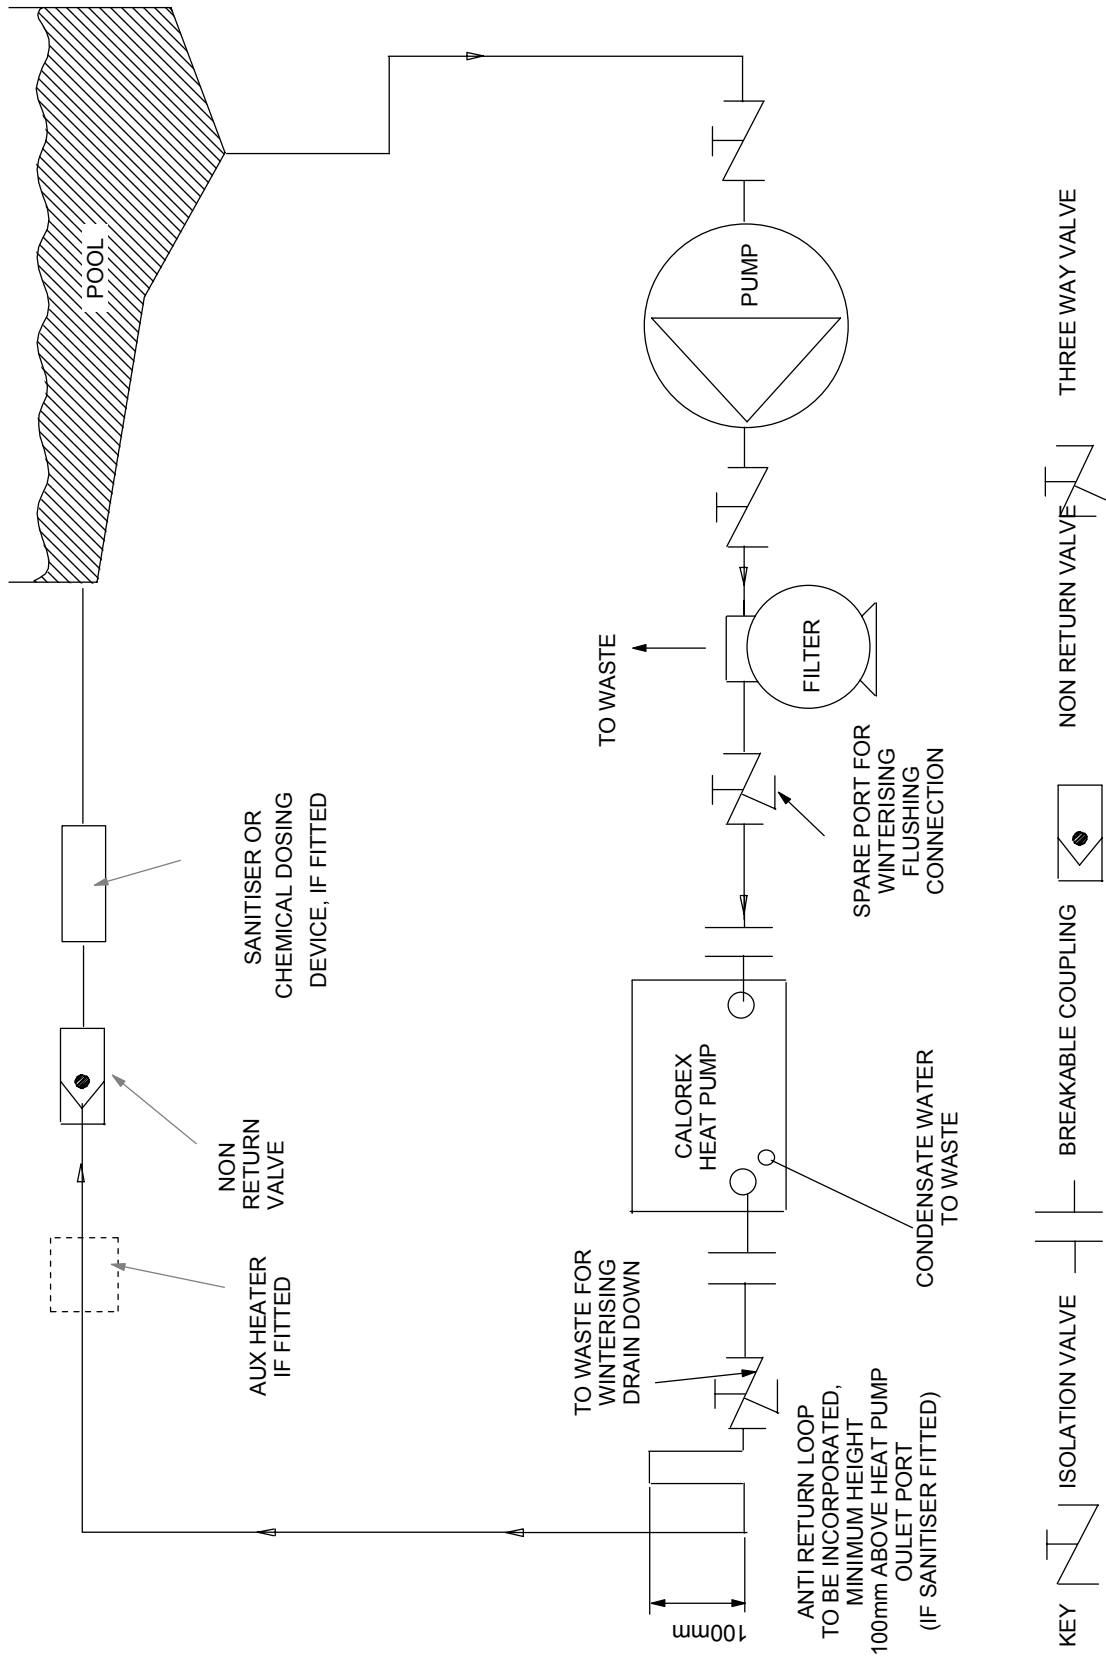 POOL
SANITISER OR
CHEMICAL DOSING
DEVICE, IF FITTED
NON
RETURN
VALVE
AUX HEATER
IF FITTED
PUMP
TO WASTE
FILTER
SPARE PORT FOR
WINTERISING
FLUSHING
CONNECTION
CALOREX
HEAT PUMP
CONDENSATE WATER
TO WASTE
TO WASTE FOR
WINTERISING
DRAIN DOWN
100mm
ANTI RETURN LOOP
TO BE INCORPORATED,
MINIMUM HEIGHT
100mm ABOVE HEAT PUMP
OULET PORT
(IF SANITISER FITTED)
KEY
ISOLATION VALVE
BREAKABLE COUPLING
NON RETURN VALVE
THREE WAY VALVE